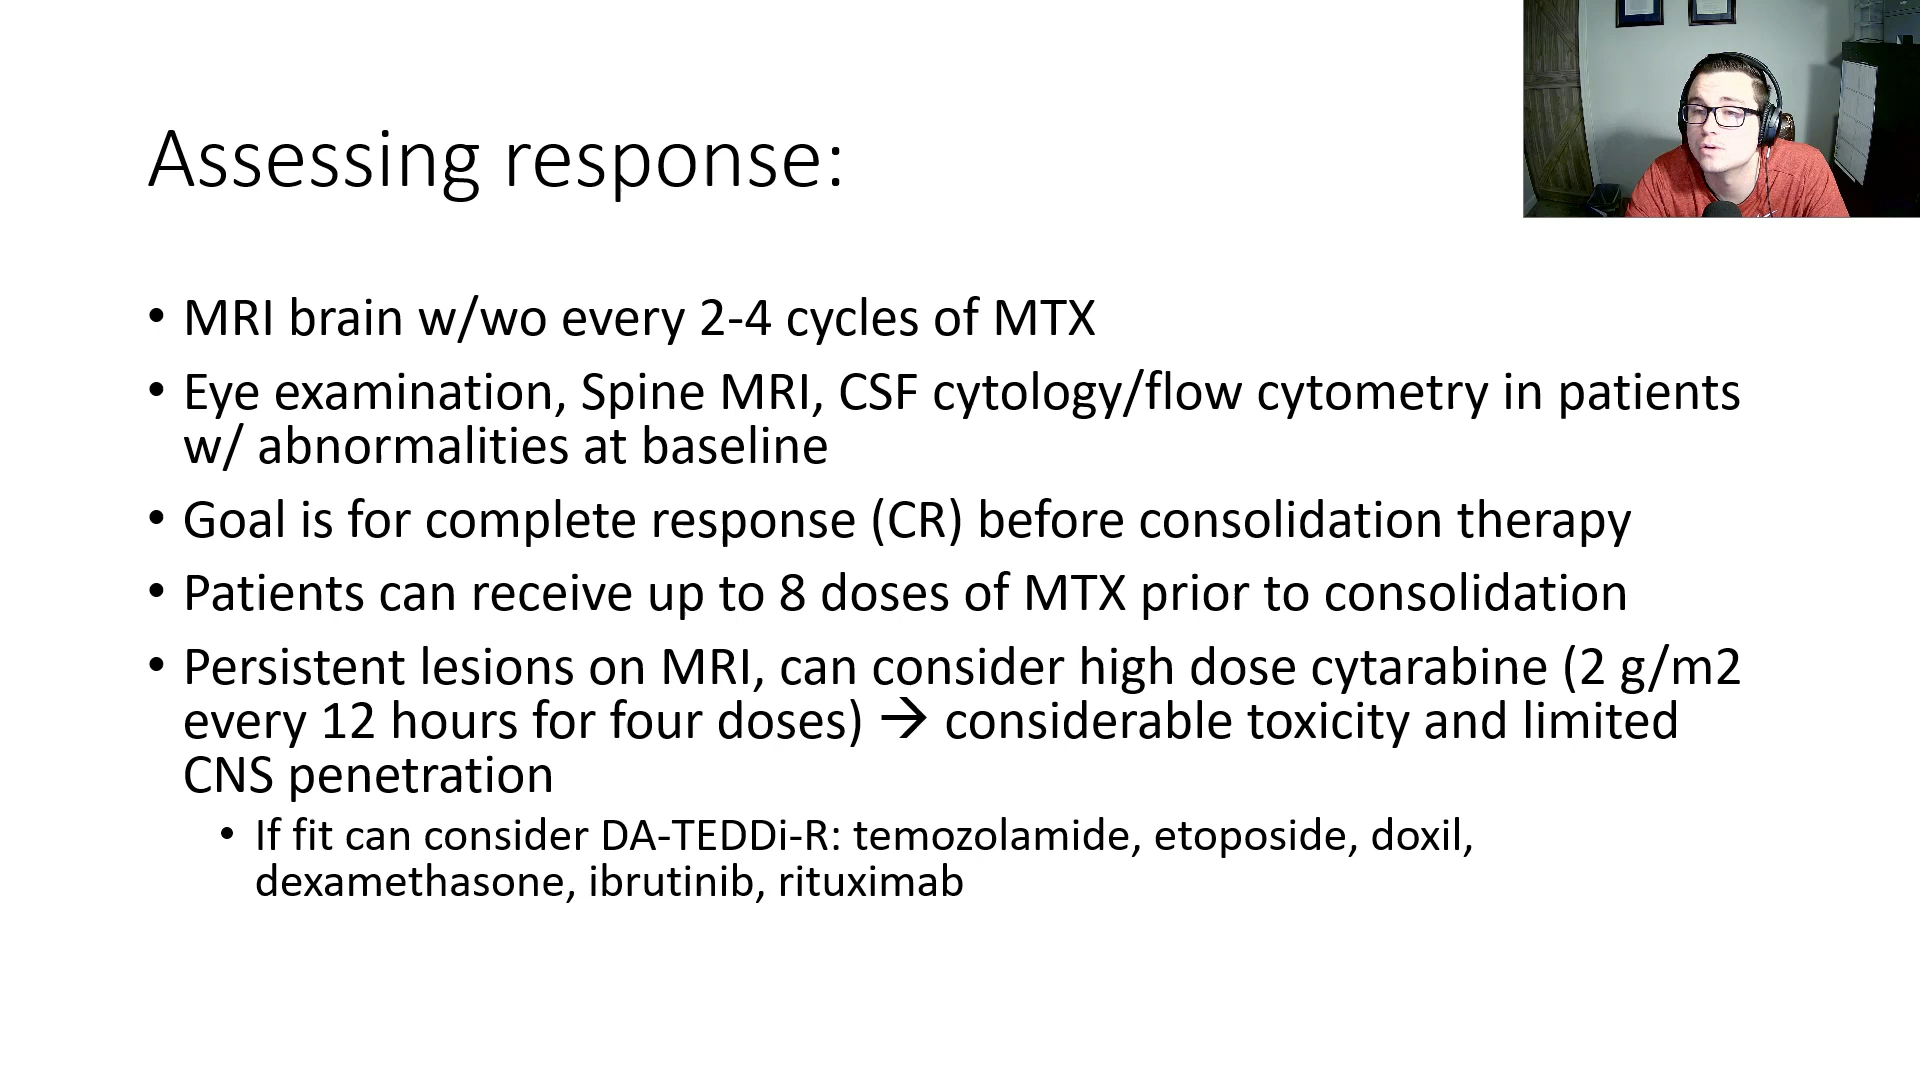 Assessing response:
• MRI brain w/wo every 2-4 cycles of MTX
• Eye examination, Spine MRI, CSF cytology/flow cytometry in patients
w/ abnormalities at baseline
• Goal is for complete response (CR) before consolidation therapy
• Patients can receive up to 8 doses of MTX prior to consolidation
• Persistent lesions on MRI, can consider high dose cytarabine (2 g/m2
every 12 hours for four doses) → considerable toxicity and limited
CNS penetration
• If fit can consider DA-TEDDi-R: temozolamide, etoposide, doxil,
dexamethasone, ibrutinib, rituximab